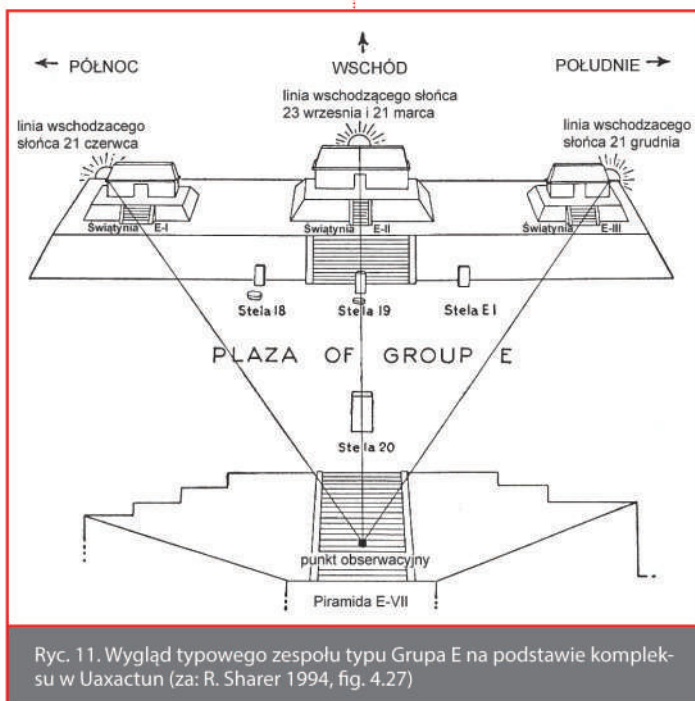 PÓŁNOC
WSCHÓD
POŁUDNIE
linia wschodzącego słońca
23 wrzesnia i 21 marca
linia wschodzacego
słońca 21 czerwca
linia wschodzacego
słońca 21 grudnia
Świątynia E-I
Świątynia E-II
Świątynia E-III
Stela 18
Stela 19
Stela E1
PLAZA OF GROUP E
Stela 20
punkt obserwacyjny
Piramida E-VII
Ryc. 11. Wygląd typowego zespołu typu Grupa E na podstawie komplek-
su w Uaxactun (za: R. Sharer 1994, fig. 4.27)